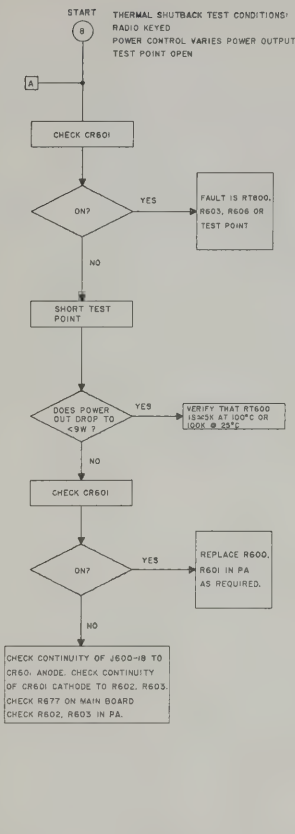 START
8
THERMAL SHUTBACK TEST CONDITIONS:
RADIO KEYED
POWER CONTROL VARIES POWER OUTPUT
TEST POINT OPEN
A
CHECK CR601
ON?
YES
FAULT IS RT600,
R603, R606 OR
TEST POINT
NO
SHORT TEST
POINT
DOES POWER
OUT DROP TO
<9W ?
YES
VERIFY THAT RT600
IS≈5K AT 100°C OR
100K @ 25°C
NO
CHECK CR601
ON?
YES
REPLACE R600,
R601 IN PA
AS REQUIRED.
NO
CHECK CONTINUITY OF J600-18 TO
CR601 ANODE. CHECK CONTINUITY
OF CR601 CATHODE TO R602, R603.
CHECK R677 ON MAIN BOARD
CHECK R602, R603 IN PA.